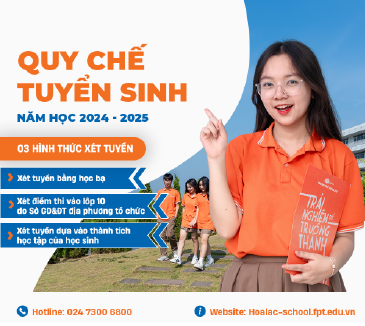 QUY CHẾ
TUYỂN SINH
NĂM HỌC 2024 - 2025
03 HÌNH THỨC XÉT TUYỂN
Xét tuyển bằng học bạ
Xét điểm thi vào lớp 10
do Sở GD&ĐT địa phương tổ chức
Xét tuyển dựa vào thành tích
học tập của học sinh
TRẢI
NGHIỆM ĐỂ
TRƯỞNG
THÀNH
Hotline: 024 7300 6800
Website: Hoalac-school.fpt.edu.vn